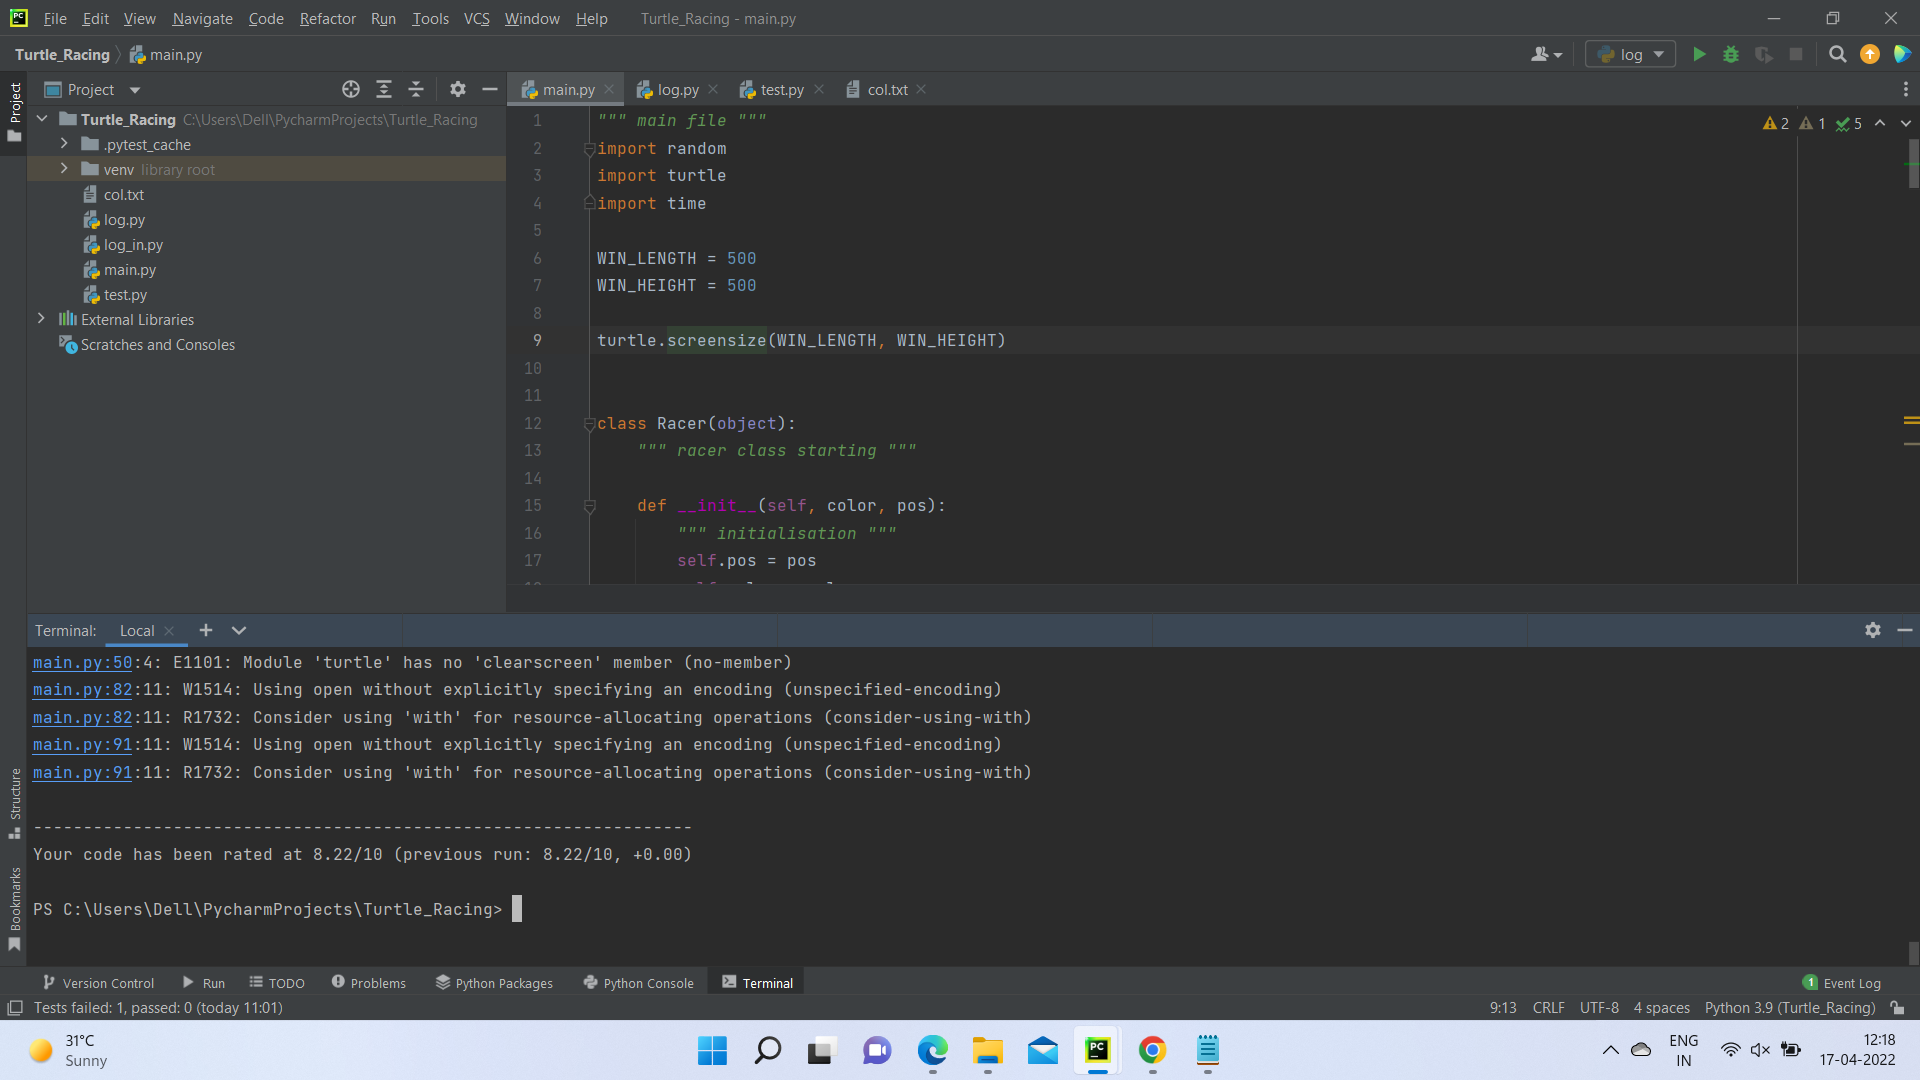 File Edit View Navigate Code Refactor Run Tools VCS Window Help Turtle_Racing - main.py
Turtle_Racing main.py log
Project
Project
main.py log.py test.py col.txt
Turtle_Racing C:\Users\Dell\PycharmProjects\Turtle_Racing
.pytest_cache
venv library root
col.txt
log.py
log_in.py
main.py
test.py
External Libraries
Scratches and Consoles
2 1 5
1 """ main file """
2 import random
3 import turtle
4 import time
5
6 WIN_LENGTH = 500
7 WIN_HEIGHT = 500
8
9 turtle.screensize(WIN_LENGTH, WIN_HEIGHT)
10
11
12 class Racer(object):
13 """ racer class starting """
14
15 def __init__(self, color, pos):
16 """ initialisation """
17 self.pos = pos
Terminal: Local
main.py:50:4: E1101: Module 'turtle' has no 'clearscreen' member (no-member)
main.py:82:11: W1514: Using open without explicitly specifying an encoding (unspecified-encoding)
main.py:82:11: R1732: Consider using 'with' for resource-allocating operations (consider-using-with)
main.py:91:11: W1514: Using open without explicitly specifying an encoding (unspecified-encoding)
main.py:91:11: R1732: Consider using 'with' for resource-allocating operations (consider-using-with)
------------------------------------------------------------------
Your code has been rated at 8.22/10 (previous run: 8.22/10, +0.00)
PS C:\Users\Dell\PycharmProjects\Turtle_Racing>
Structure
Bookmarks
Version Control Run TODO Problems Python Packages Python Console Terminal 1 Event Log
Tests failed: 1, passed: 0 (today 11:01) 9:13 CRLF UTF-8 4 spaces Python 3.9 (Turtle_Racing)
31°C
Sunny
PC
ENG
IN
12:18
17-04-2022